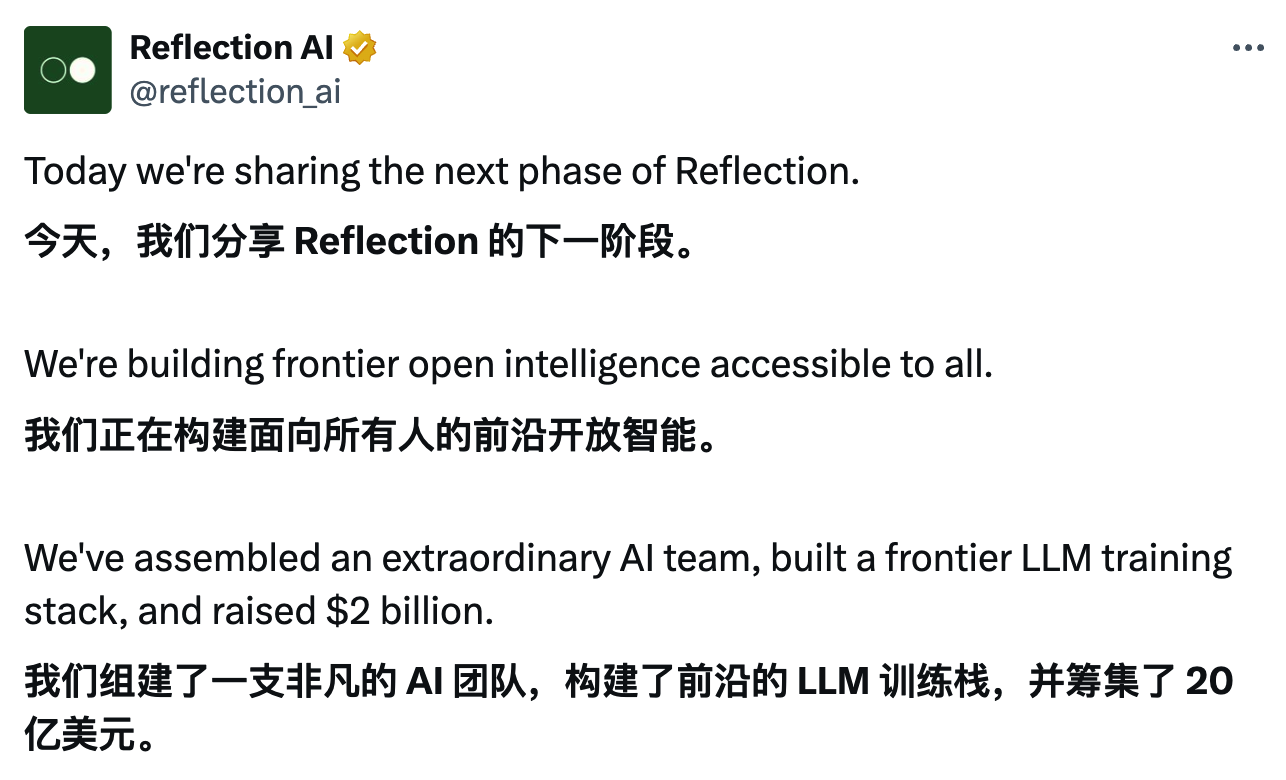 Reflection AI
@reflection_ai
Today we're sharing the next phase of Reflection.
今天，我们分享 Reflection 的下一阶段。
We're building frontier open intelligence accessible to all.
我们正在构建面向所有人的前沿开放智能。
We've assembled an extraordinary AI team, built a frontier LLM training
stack, and raised $2 billion.
我们组建了一支非凡的 AI 团队，构建了前沿的 LLM 训练栈，并筹集了 20
亿美元。